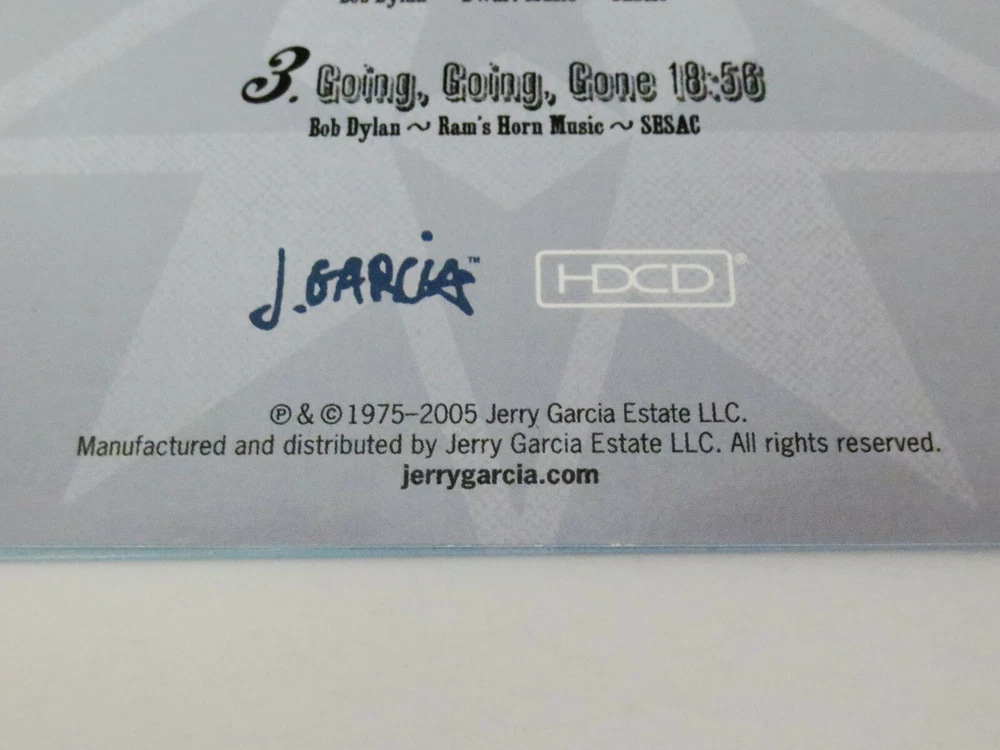 3. Going, Going, Gone 18:56
Bob Dylan ~ Ram's Horn Music ~ SESAC
J. GARCIA™ HDCD®
℗ & © 1975–2005 Jerry Garcia Estate LLC.
Manufactured and distributed by Jerry Garcia Estate LLC. All rights reserved.
jerrygarcia.com